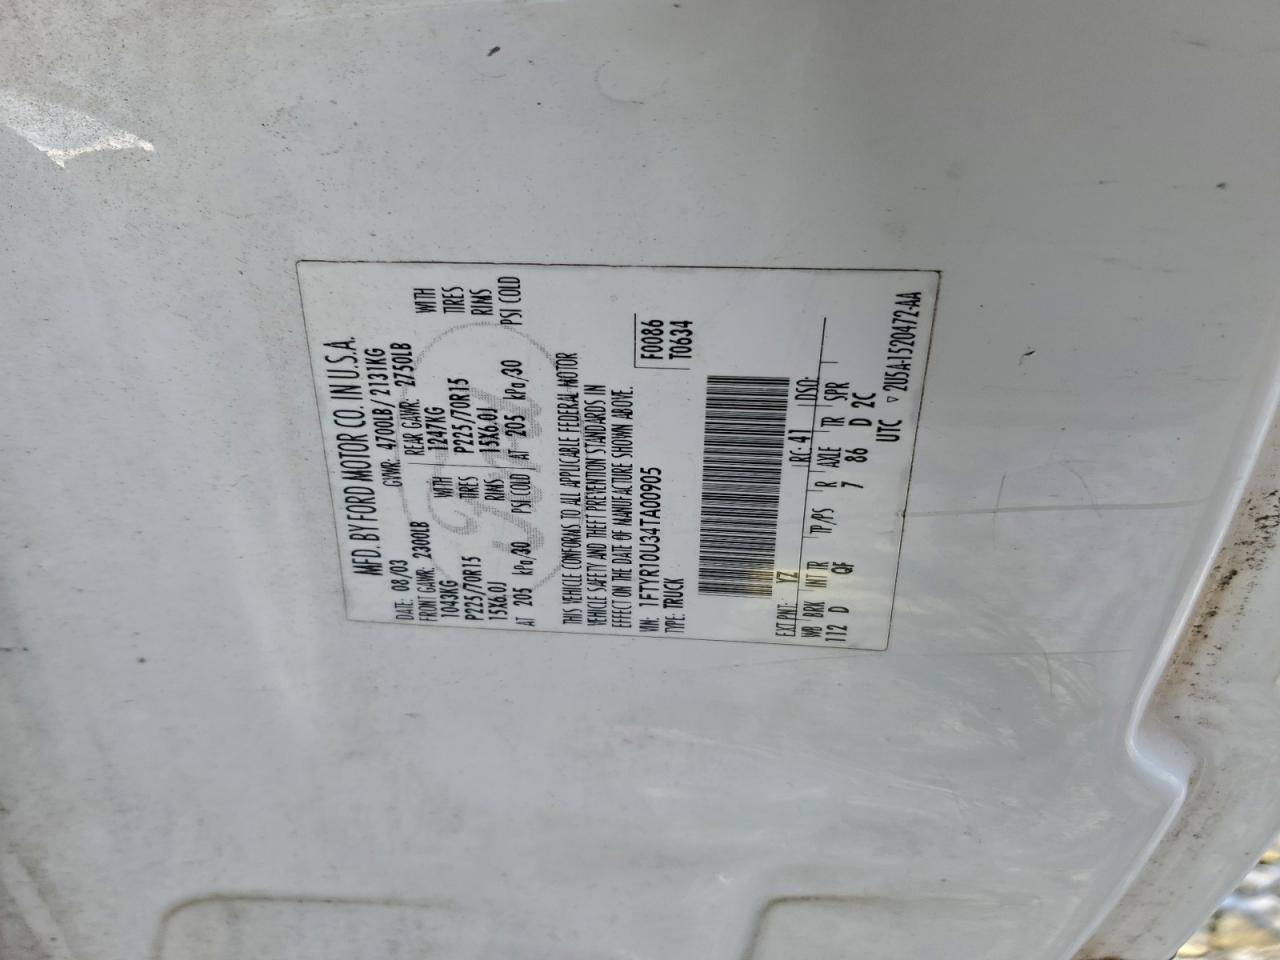 MFD. BY FORD MOTOR CO. IN U.S.A.
DATE: 08/03 GVWR: 4700LB/ 2131KG
FRONT GAWR: 2300LB REAR GAWR: 2750LB
1043KG WITH 1247KG WITH
P225/70R15 TIRES P225/70R15 TIRES
15X6.0J RIMS 15X6.0J RIMS
AT 205 kPa/30 PSI COLD AT 205 kPa/30 PSI COLD
THIS VEHICLE CONFORMS TO ALL APPLICABLE FEDERAL MOTOR
VEHICLE SAFETY AND THEFT PREVENTION STANDARDS IN
EFFECT ON THE DATE OF MANUFACTURE SHOWN ABOVE.
VIN: 1FTYR10U34TA00905 F0086
TYPE: TRUCK T0634
EXT PNT: YZ RC: 41 DSO:
WB BRK INT TR TP/PS R AXLE TR SPR
112 D QF 7 86 D 2C
UTC ▽ 2U5A-1520472-AA